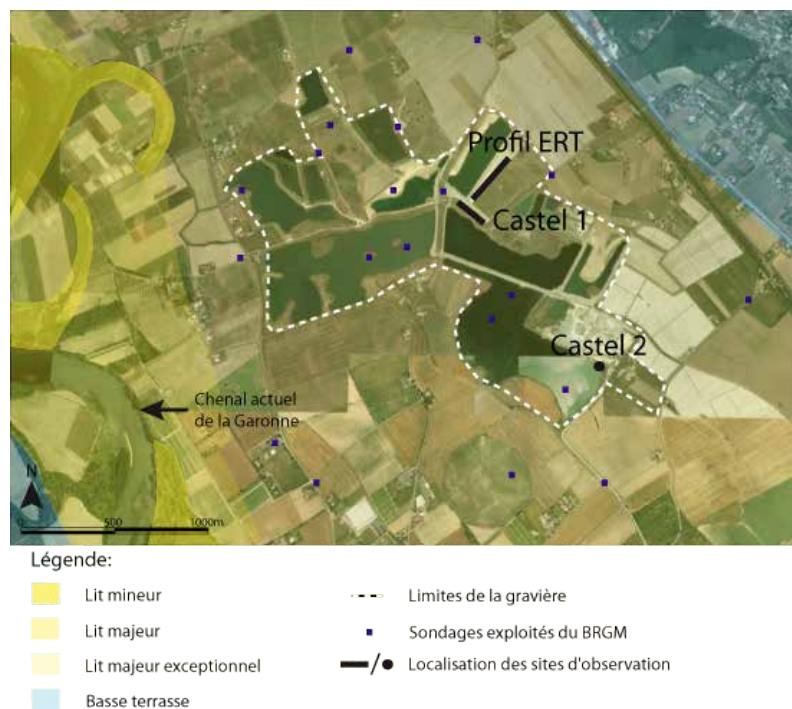 Profil ERT
Castel 1
Castel 2
Chenal actuel
de la Garonne
N
0 500 1000m
Légende:
Lit mineur
Lit majeur
Lit majeur exceptionnel
Basse terrasse
Limites de la gravière
Sondages exploités du BRGM
Localisation des sites d'observation